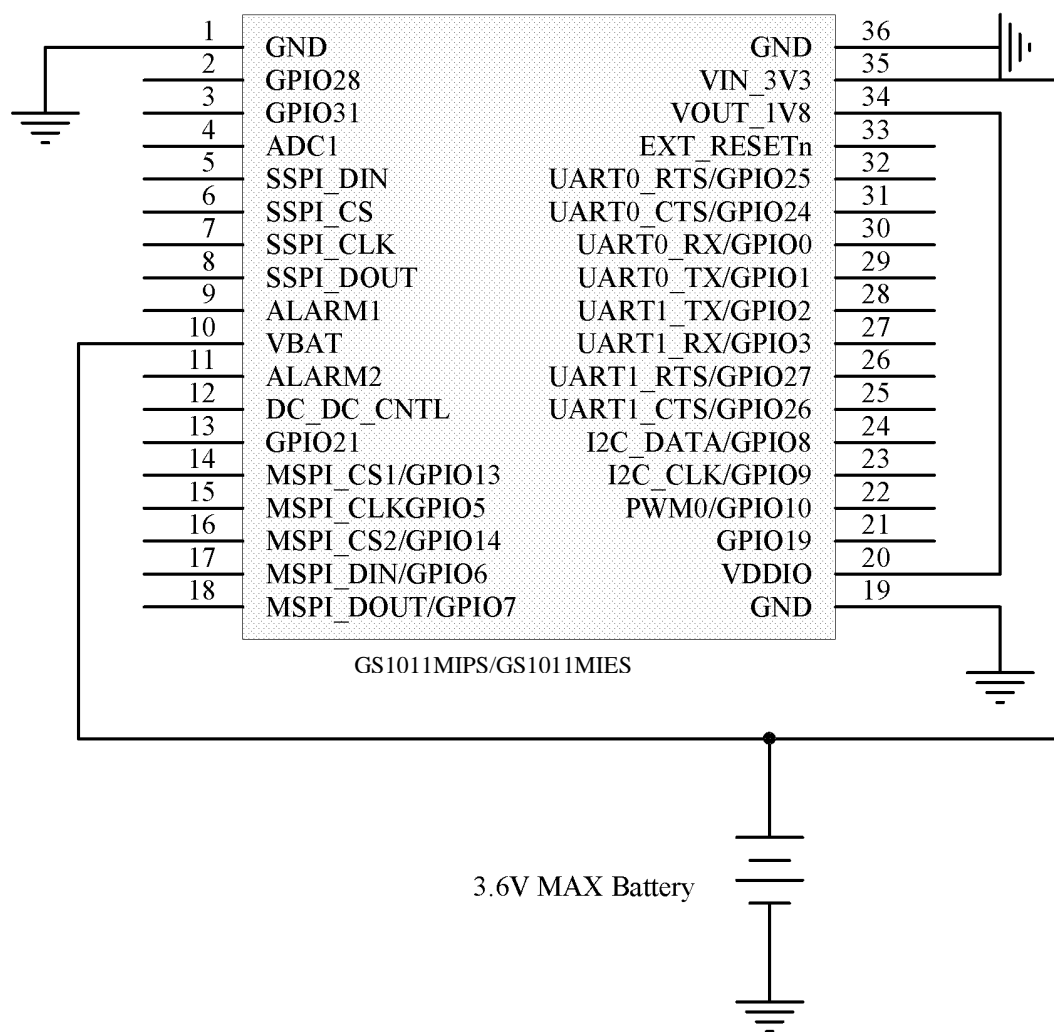 1 GND GND 36
2 GPIO28 VIN_3V3 35
3 GPIO31 VOUT_1V8 34
4 ADC1 EXT_RESETn 33
5 SSPI_DIN UART0_RTS/GPIO25 32
6 SSPI_CS UART0_CTS/GPIO24 31
7 SSPI_CLK UART0_RX/GPIO0 30
8 SSPI_DOUT UART0_TX/GPIO1 29
9 ALARM1 UART1_TX/GPIO2 28
10 VBAT UART1_RX/GPIO3 27
11 ALARM2 UART1_RTS/GPIO27 26
12 DC_DC_CNTL UART1_CTS/GPIO26 25
13 GPIO21 I2C_DATA/GPIO8 24
14 MSPI_CS1/GPIO13 I2C_CLK/GPIO9 23
15 MSPI_CLKGPIO5 PWM0/GPIO10 22
16 MSPI_CS2/GPIO14 GPIO19 21
17 MSPI_DIN/GPIO6 VDDIO 20
18 MSPI_DOUT/GPIO7 GND 19
GS1011MIPS/GS1011MIES
3.6V MAX Battery